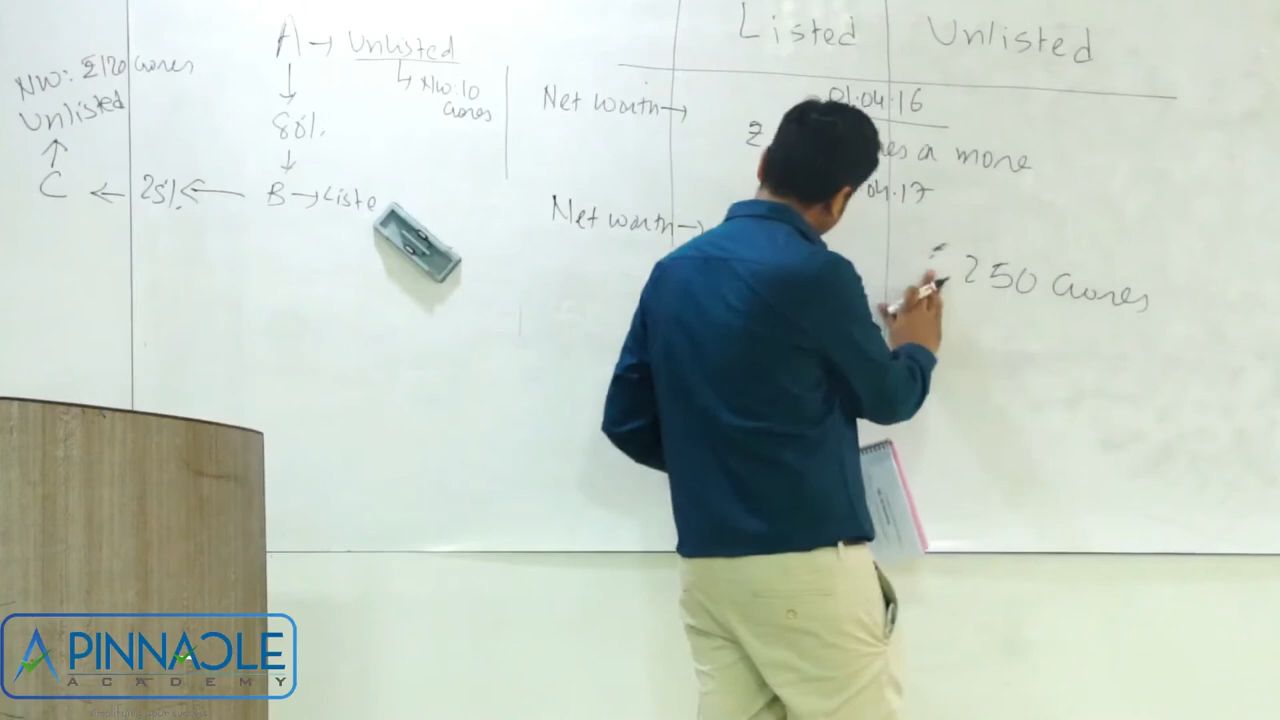 NW: ₹120 crores
Unlisted
C ← 25% ←
A → Unlisted
NW: 10
crores
80%
B → Liste
Listed
Unlisted
Net worth →
01.04.16
or more
Net worth →
04.17
250 crores
PINNACLE
ACADEMY